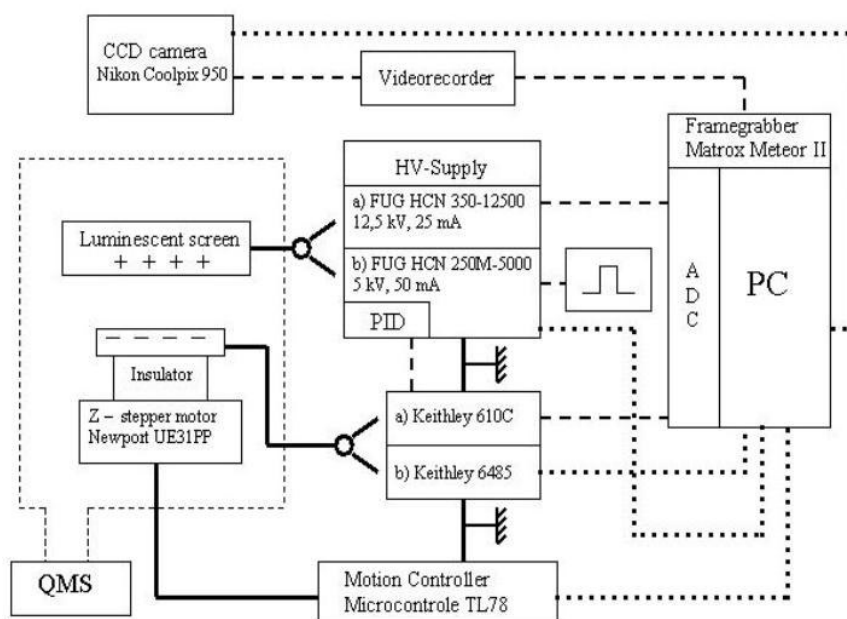 CCD camera
Nikon Coolpix 950
Videorecorder
Framegrabber
Matrox Meteor II
HV-Supply
a) FUG HCN 350-12500
12,5 kV, 25 mA
Luminescent screen
+ + + +
b) FUG HCN 250M-5000
5 kV, 50 mA
PID
A
D
C
PC
– – – –
Insulator
Z – stepper motor
Newport UE31PP
a) Keithley 610C
b) Keithley 6485
QMS
Motion Controller
Microcontrole TL78